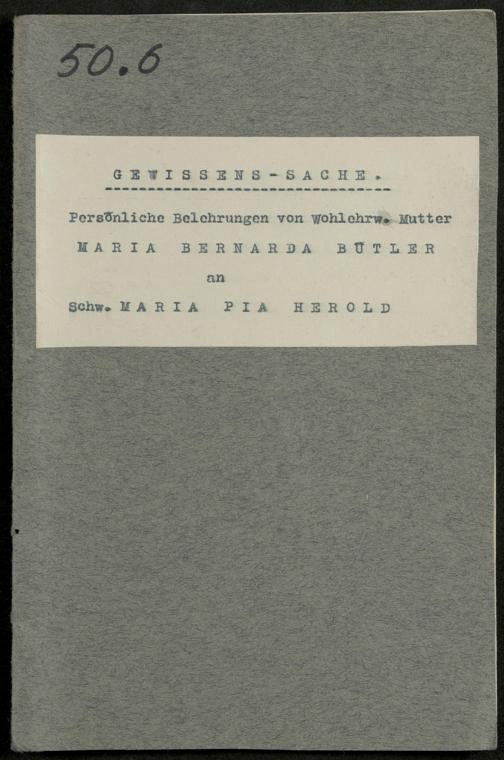 50.6
GEWISSENS-SACHE.
Persönliche Belehrungen von Wohlehrw. Mutter
MARIA BERNARDA BÜTLER
an
Schw. MARIA PIA HEROLD